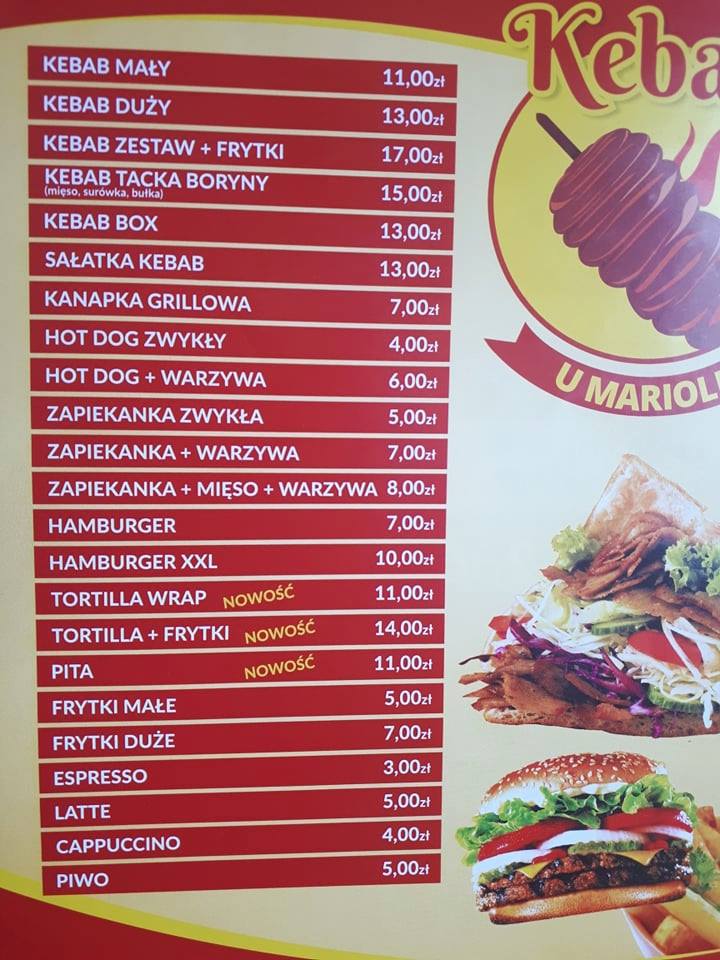 Keba
KEBAB MAŁY 11,00zł
KEBAB DUŻY 13,00zł
KEBAB ZESTAW + FRYTKI 17,00zł
KEBAB TACKA BORYNY 15,00zł
(mięso, surówka, bułka)
KEBAB BOX 13,00zł
SAŁATKA KEBAB 13,00zł
KANAPKA GRILLOWA 7,00zł
HOT DOG ZWYKŁY 4,00zł
HOT DOG + WARZYWA 6,00zł
U MARIOL
ZAPIEKANKA ZWYKŁA 5,00zł
ZAPIEKANKA + WARZYWA 7,00zł
ZAPIEKANKA + MIĘSO + WARZYWA 8,00zł
HAMBURGER 7,00zł
HAMBURGER XXL 10,00zł
TORTILLA WRAP NOWOŚĆ 11,00zł
TORTILLA + FRYTKI NOWOŚĆ 14,00zł
PITA NOWOŚĆ 11,00zł
FRYTKI MAŁE 5,00zł
FRYTKI DUŻE 7,00zł
ESPRESSO 3,00zł
LATTE 5,00zł
CAPPUCCINO 4,00zł
PIWO 5,00zł